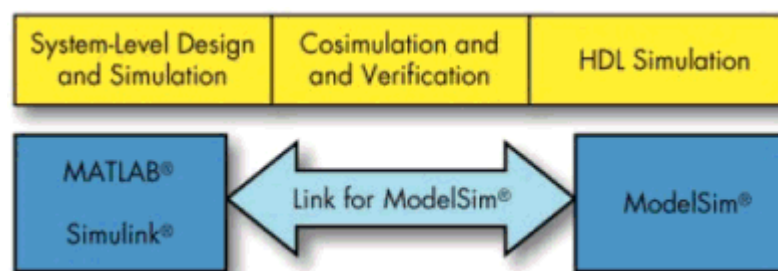 System-Level Design
and Simulation
Cosimulation and
and Verification
HDL Simulation
MATLAB®
Simulink®
Link for ModelSim®
ModelSim®